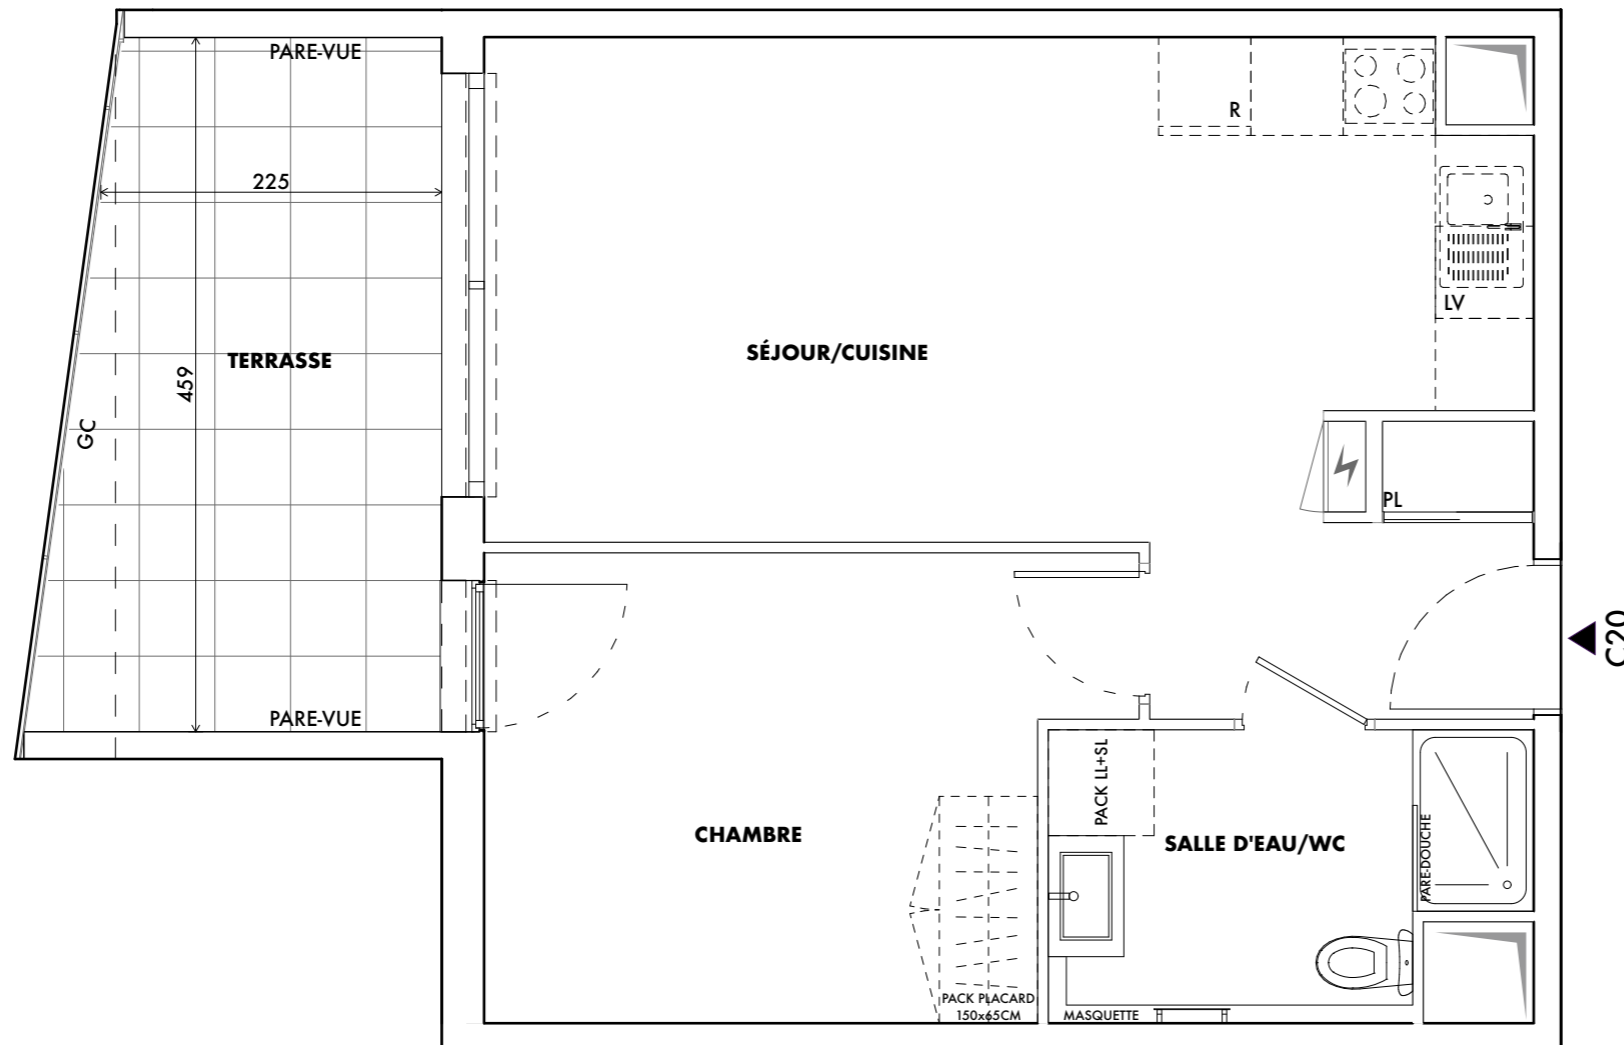 PARE-VUE
R
225
LV
SÉJOUR/CUISINE
TERRASSE
459
GC
PL
C20
PARE-VUE
PACK LL+SL
CHAMBRE
SALLE D'EAU/WC
PARE-DOUCHE
PACK PLACARD
150x65CM
MASQUETTE